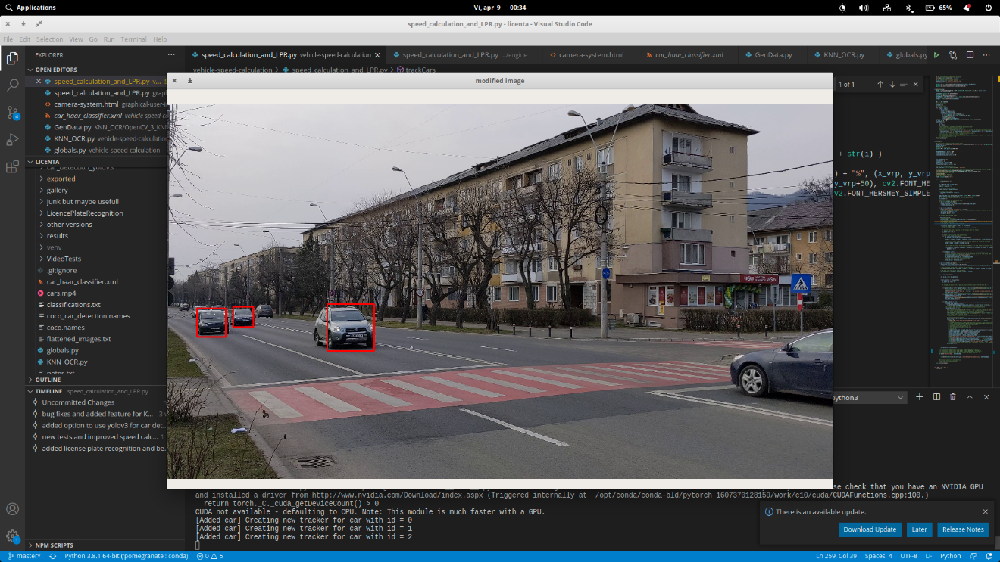 Applications
Vi, apr 9 00:34
65%
speed_calculation_and_LPR.py - licenta - Visual Studio Code
File Edit Selection View Go Run Terminal Help
EXPLORER
speed_calculation_and_LPR.py vehicle-speed-calculation
speed_calculation_and_LPR.py .../engine
camera-system.html
car_haar_classifier.xml
GenData.py
KNN_OCR.py
globals.py
vehicle-speed-calculation > speed_calculation_and_LPR.py > trackCars
OPEN EDITORS
speed_calculation_and_LPR.py v...
speed_calculation_and_LPR.py grap
camera-system.html graphical-user-i
car_haar_classifier.xml vehicle-speed-c
GenData.py KNN_OCR/OpenCV_3_KNN
KNN_OCR.py vehicle-speed-calculation
globals.py vehicle-speed-calculation
4
LICENTA
car_detection_yolov3
exported
gallery
junk but maybe usefull
LicencePlateRecognition
other versions
results
venv
VideoTests
.gitignore
car_haar_classifier.xml
cars.mp4
classifications.txt
coco_car_detection.names
coco.names
flattened_images.txt
globals.py
KNN_OCR.py
notes.txt
OUTLINE
TIMELINE speed_calculation_and_LPR.py
Uncommitted Changes
bug fixes and added feature for K... 3
added option to use yolov3 for car det...
new tests and improved speed calc... 1
added license plate recognition and be...
NPM SCRIPTS
1
modified image
1 of 1
+ str(i) )
) + "%", (x_vrp, y_vrp
y_vrp+50), cv2.FONT_HE
v2.FONT_HERSHEY_SIMPLE
python3
se check that you have an NVIDIA GPU
and installed a driver from http://www.nvidia.com/Download/index.aspx (Triggered internally at /opt/conda/conda-bld/pytorch_1607370128159/work/c10/cuda/CUDAFunctions.cpp:100.)
return torch._C._cuda_getDeviceCount() > 0
CUDA not available - defaulting to CPU. Note: This module is much faster with a GPU.
[Added car] Creating new tracker for car with id = 0
[Added car] Creating new tracker for car with id = 1
[Added car] Creating new tracker for car with id = 2
There is an available update.
Download Update Later Release Notes
master* Python 3.8.1 64-bit ('pomegranate': conda) 0 5
Ln 259, Col 39 Spaces: 4 UTF-8 LF Python